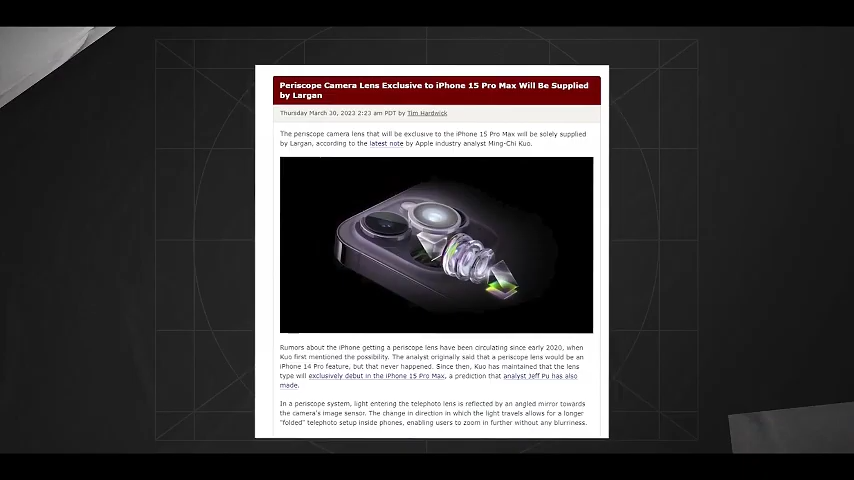 Periscope Camera Lens Exclusive to iPhone 15 Pro Max Will Be Supplied
by Largan
Thursday March 30, 2023 2:23 am PDT by Tim Hardwick
The periscope camera lens that will be exclusive to the iPhone 15 Pro Max will be solely supplied
by Largan, according to the latest note by Apple industry analyst Ming-Chi Kuo.
Rumors about the iPhone getting a periscope lens have been circulating since early 2020, when
Kuo first mentioned the possibility. The analyst originally said that a periscope lens would be an
iPhone 14 Pro feature, but that never happened. Since then, Kuo has maintained that the lens
type will exclusively debut in the iPhone 15 Pro Max, a prediction that analyst Jeff Pu has also
made.
In a periscope system, light entering the telephoto lens is reflected by an angled mirror towards
the camera's image sensor. The change in direction in which the light travels allows for a longer
"folded" telephoto setup inside phones, enabling users to zoom in further without any blurriness.